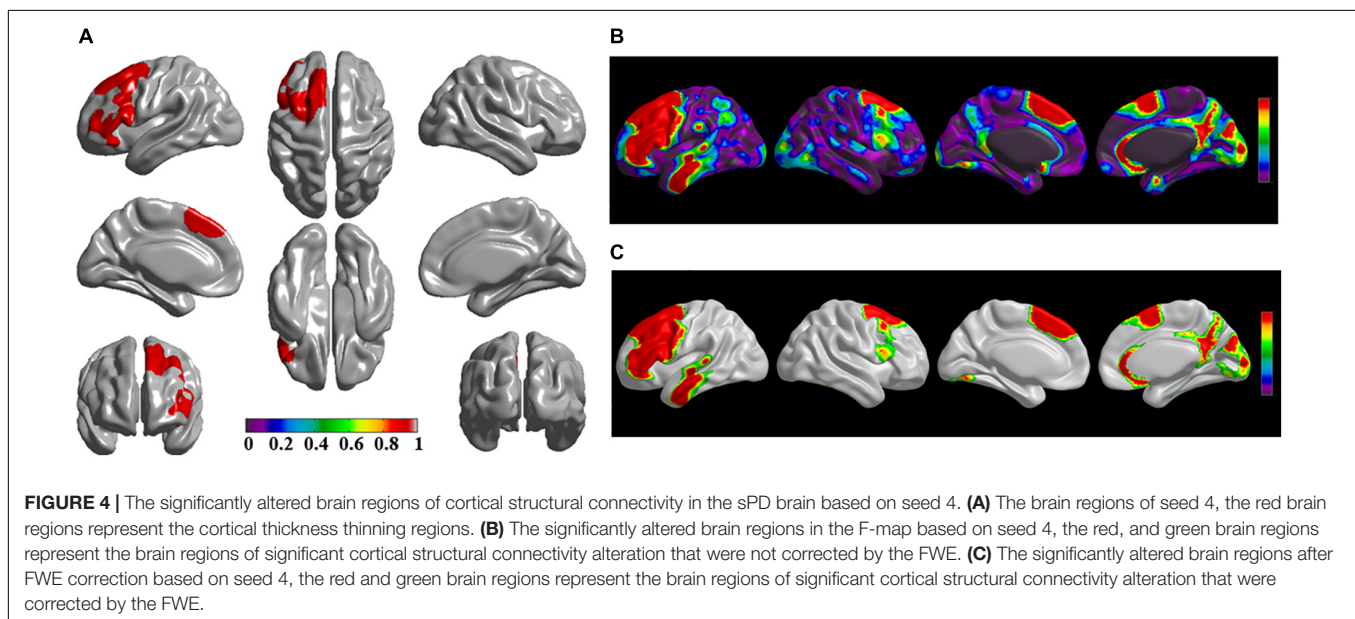 A
B
C
0 0.2 0.4 0.6 0.8 1
FIGURE 4 | The significantly altered brain regions of cortical structural connectivity in the sPD brain based on seed 4. (A) The brain regions of seed 4, the red brain
regions represent the cortical thickness thinning regions. (B) The significantly altered brain regions in the F-map based on seed 4, the red, and green brain regions
represent the brain regions of significant cortical structural connectivity alteration that were not corrected by the FWE. (C) The significantly altered brain regions after
FWE correction based on seed 4, the red and green brain regions represent the brain regions of significant cortical structural connectivity alteration that were
corrected by the FWE.